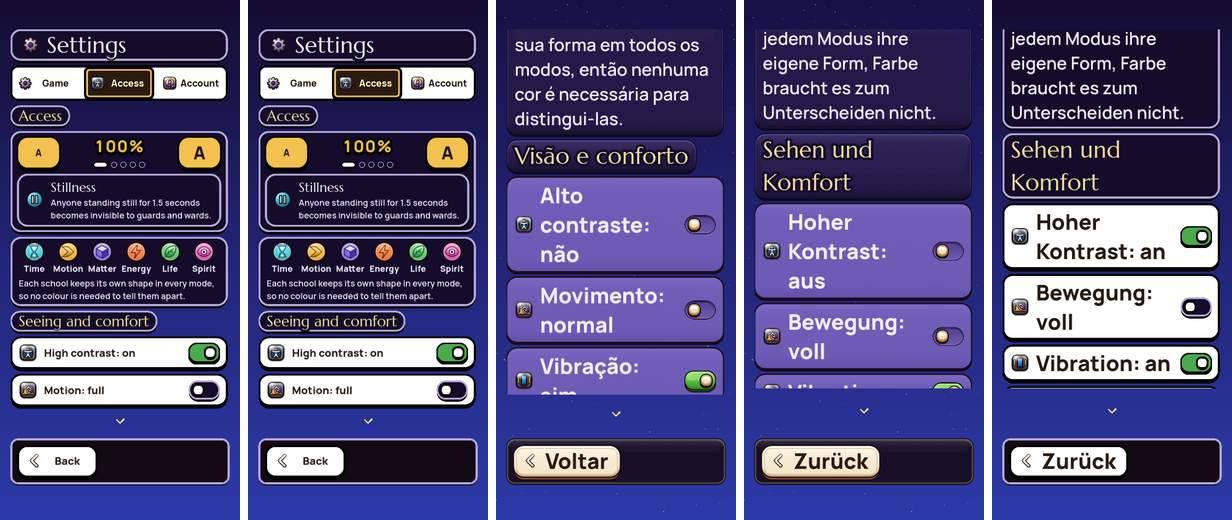 Settings
Game
Access
Account
Access
A
100%
A
Stillness
Anyone standing still for 1.5 seconds
becomes invisible to guards and wards.
Time
Motion
Matter
Energy
Life
Spirit
Each school keeps its own shape in every mode,
so no colour is needed to tell them apart.
Seeing and comfort
High contrast: on
Motion: full
Back
Settings
Game
Access
Account
Access
A
100%
A
Stillness
Anyone standing still for 1.5 seconds
becomes invisible to guards and wards.
Time
Motion
Matter
Energy
Life
Spirit
Each school keeps its own shape in every mode,
so no colour is needed to tell them apart.
Seeing and comfort
High contrast: on
Motion: full
Back
sua forma em todos os
modos, então nenhuma
cor é necessária para
distingui-las.
Visão e conforto
Alto
contraste:
não
Movimento:
normal
Vibração:
sim
Voltar
jedem Modus ihre
eigene Form, Farbe
braucht es zum
Unterscheiden nicht.
Sehen und
Komfort
Hoher
Kontrast:
aus
Bewegung:
voll
Zurück
jedem Modus ihre
eigene Form, Farbe
braucht es zum
Unterscheiden nicht.
Sehen und
Komfort
Hoher
Kontrast: an
Bewegung:
voll
Vibration: an
Zurück